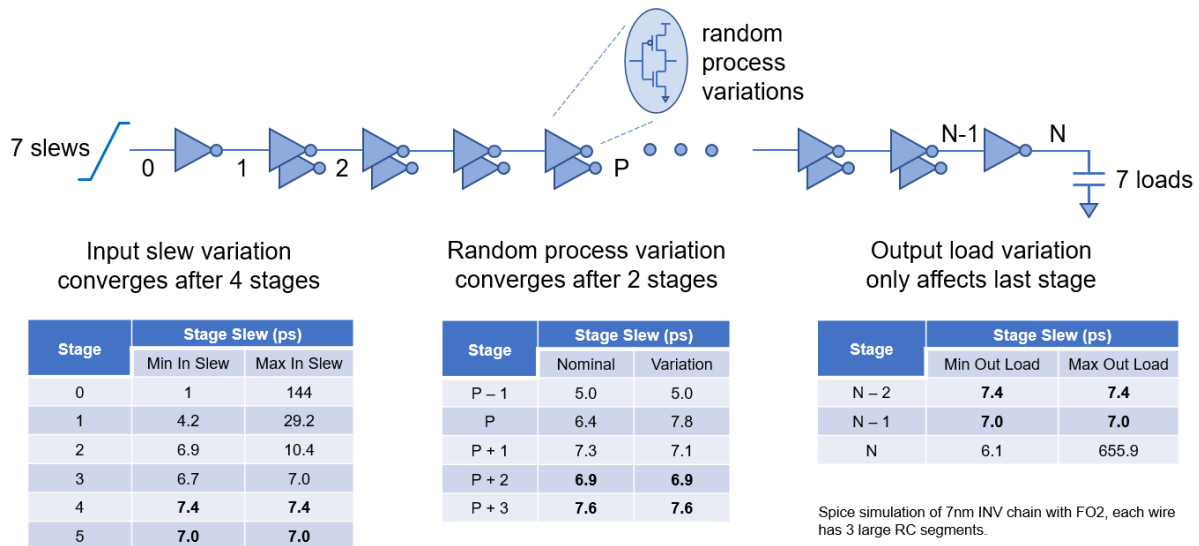 random
process
variations
7 slews
0
1
2
P
N-1
N
7 loads
Input slew variation
converges after 4 stages
Random process variation
converges after 2 stages
Output load variation
only affects last stage
Stage Stage Slew (ps)
Min In Slew Max In Slew
0 1 144
1 4.2 29.2
2 6.9 10.4
3 6.7 7.0
4 7.4 7.4
5 7.0 7.0
Stage Stage Slew (ps)
Nominal Variation
P – 1 5.0 5.0
P 6.4 7.8
P + 1 7.3 7.1
P + 2 6.9 6.9
P + 3 7.6 7.6
Stage Stage Slew (ps)
Min Out Load Max Out Load
N – 2 7.4 7.4
N – 1 7.0 7.0
N 6.1 655.9
Spice simulation of 7nm INV chain with FO2, each wire
has 3 large RC segments.